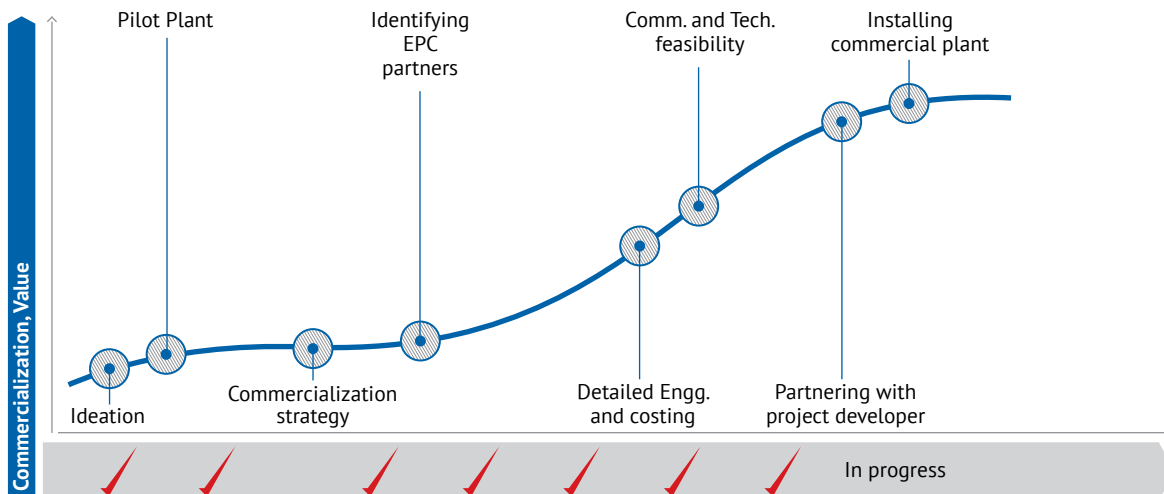 Pilot Plant
Identifying
EPC
partners
Comm. and Tech.
feasibility
Installing
commercial plant
Commercialization, Value
Ideation
Commercialization
strategy
Detailed Engg.
and costing
Partnering with
project developer
In progress